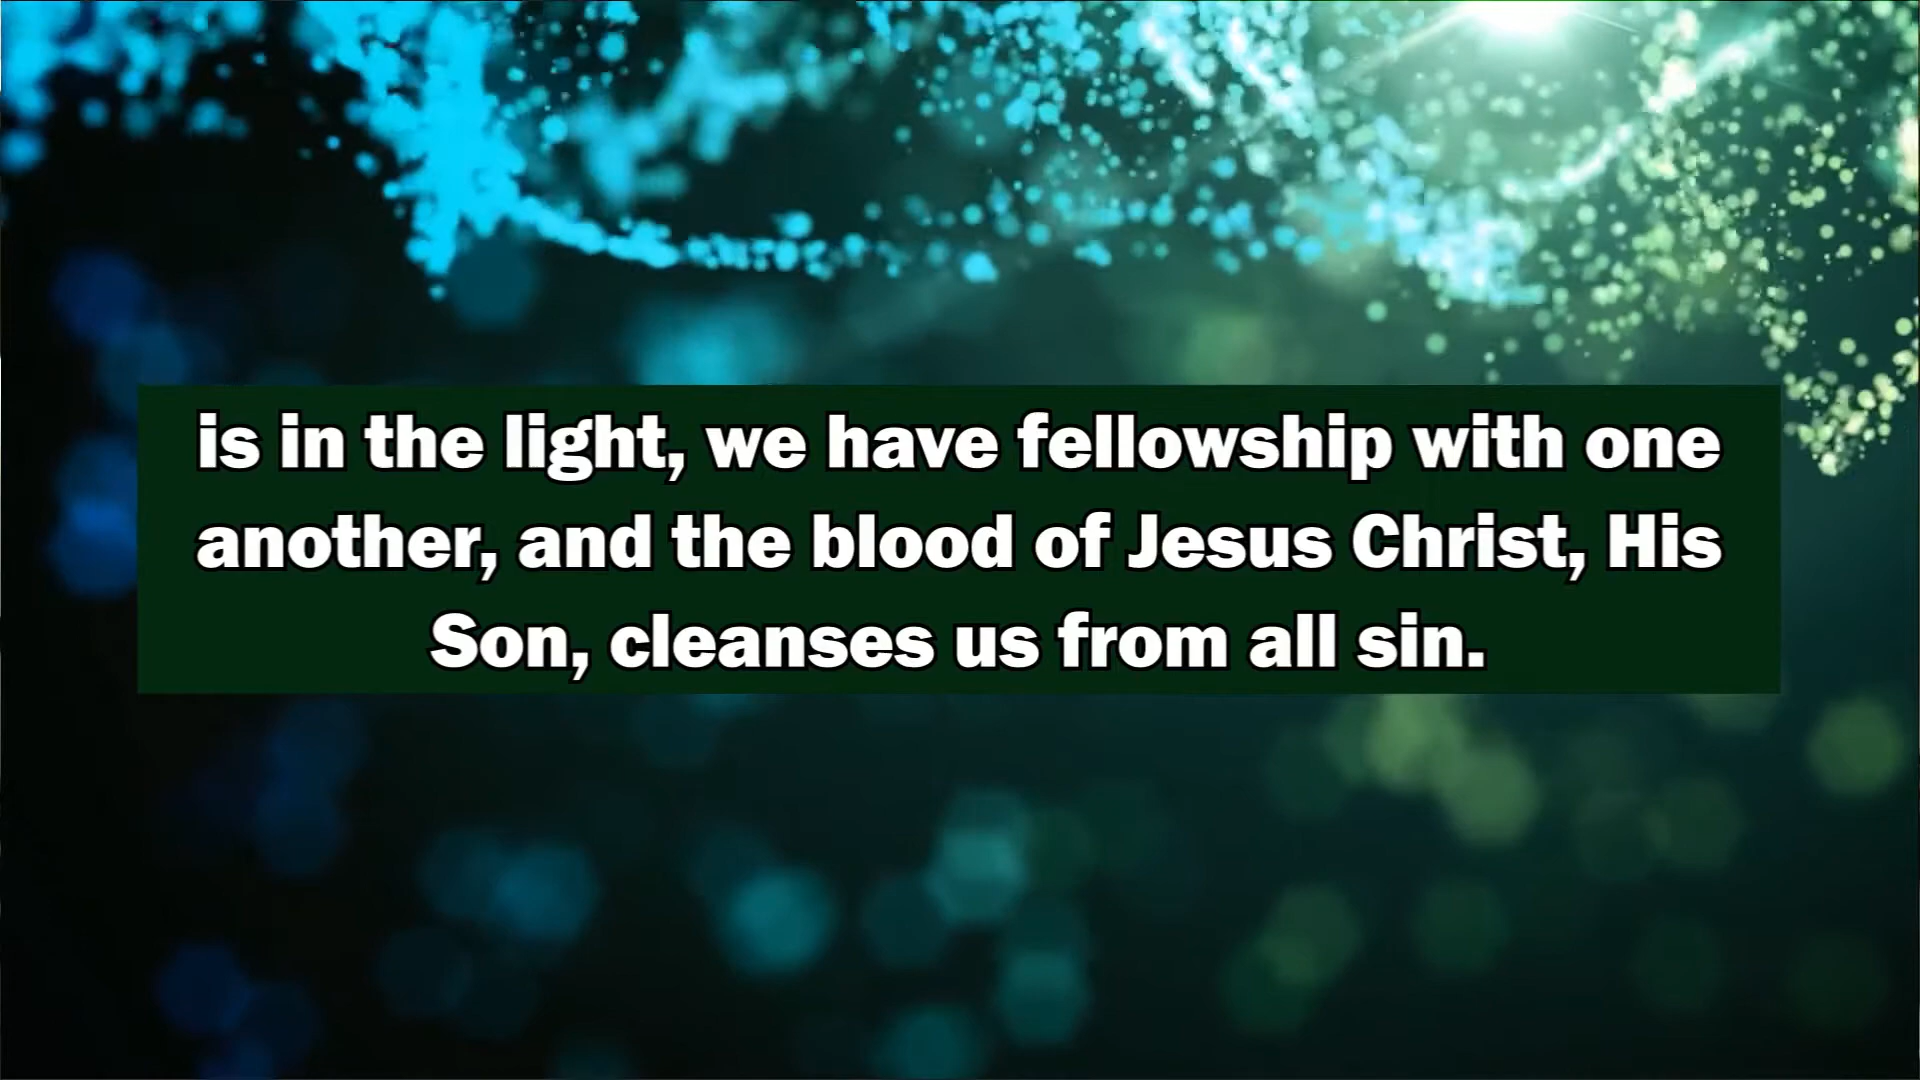 is in the light, we have fellowship with one
another, and the blood of Jesus Christ, His
Son, cleanses us from all sin.